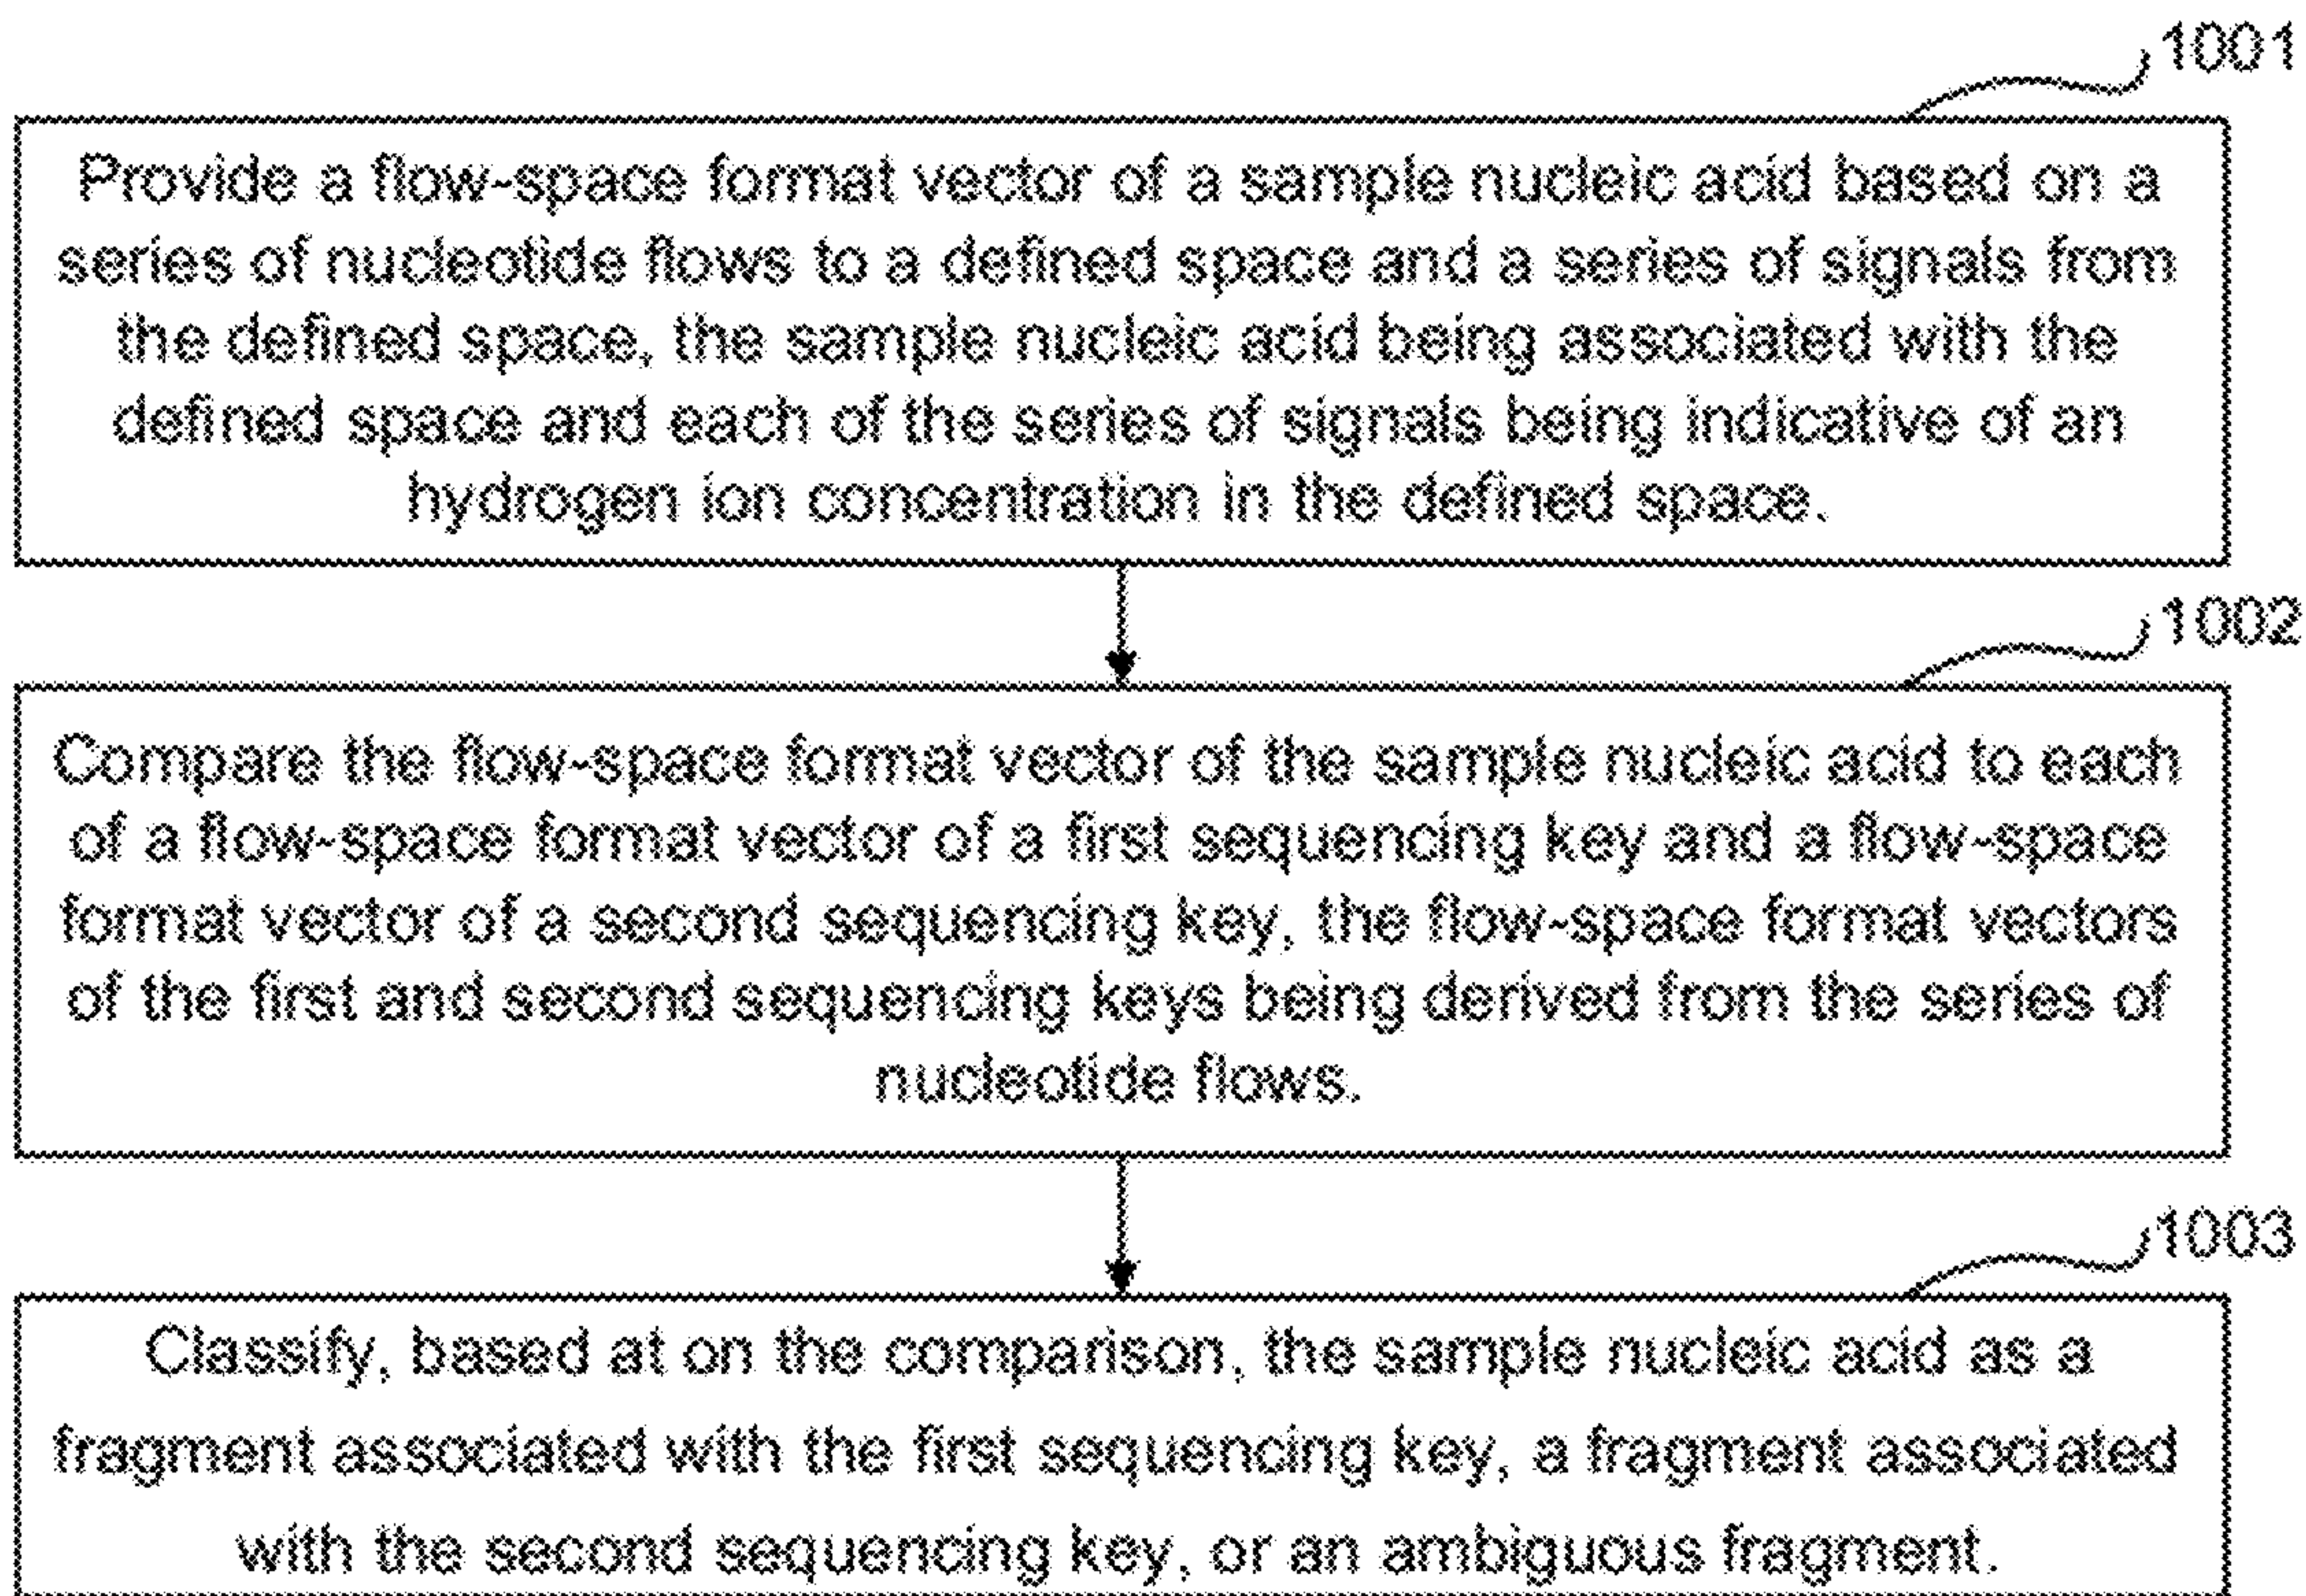 1001
Provide a flow-space format vector of a sample nucleic acid based on a
series of nucleotide flows to a defined space and a series of signals from
the defined space, the sample nucleic acid being associated with the
defined space and each of the series of signals being indicative of an
hydrogen ion concentration in the defined space.
1002
Compare the flow-space format vector of the sample nucleic acid to each
of a flow-space format vector of a first sequencing key and a flow-space
format vector of a second sequencing key, the flow-space format vectors
of the first and second sequencing keys being derived from the series of
nucleotide flows.
1003
Classify, based at on the comparison, the sample nucleic acid as a
fragment associated with the first sequencing key, a fragment associated
with the second sequencing key, or an ambiguous fragment.